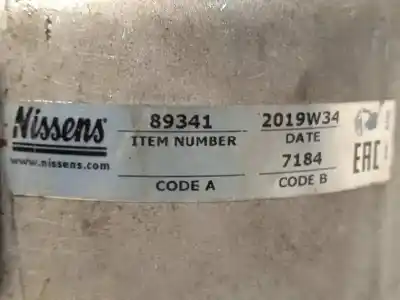 Nissens
89341
2019W34
ITEM NUMBER
DATE
www.nissens.com
7184
CODE A
CODE B
EAC